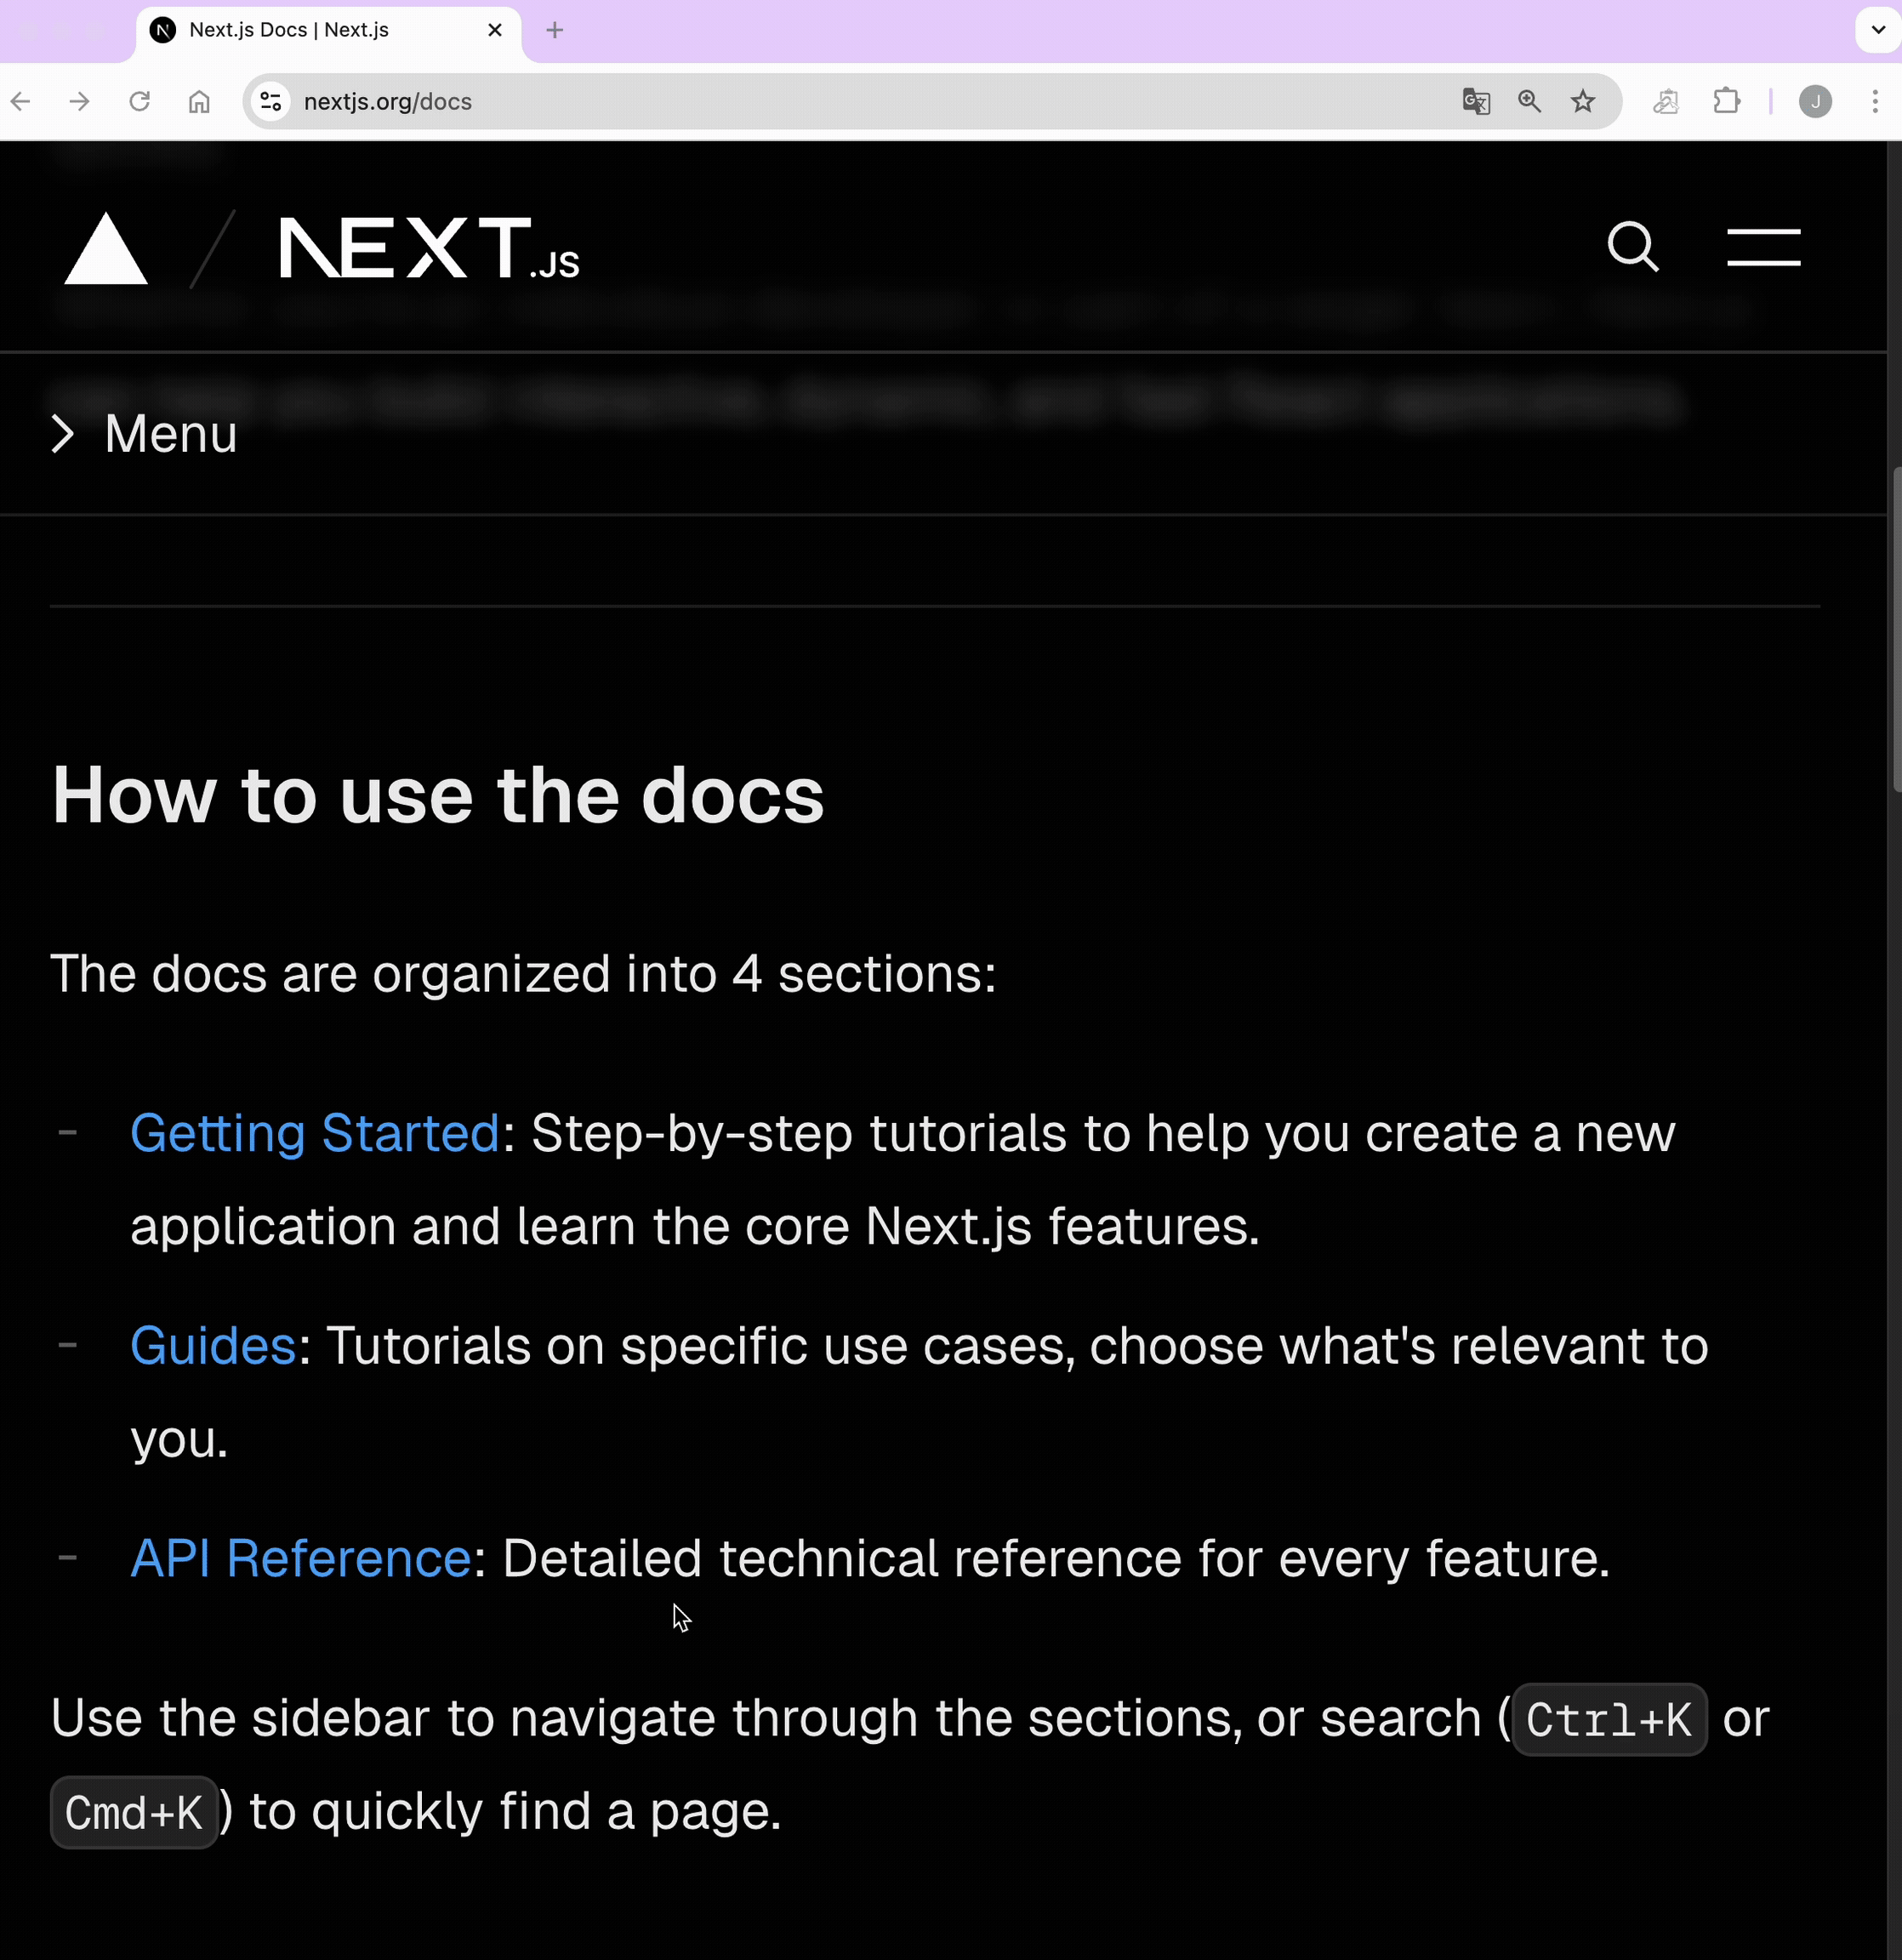 Next.js Docs | Next.js
nextjs.org/docs
J
NEXT.JS
Menu
How to use the docs
The docs are organized into 4 sections:
- Getting Started: Step-by-step tutorials to help you create a new
application and learn the core Next.js features.
- Guides: Tutorials on specific use cases, choose what's relevant to
you.
- API Reference: Detailed technical reference for every feature.
Use the sidebar to navigate through the sections, or search (Ctrl+K or
Cmd+K) to quickly find a page.